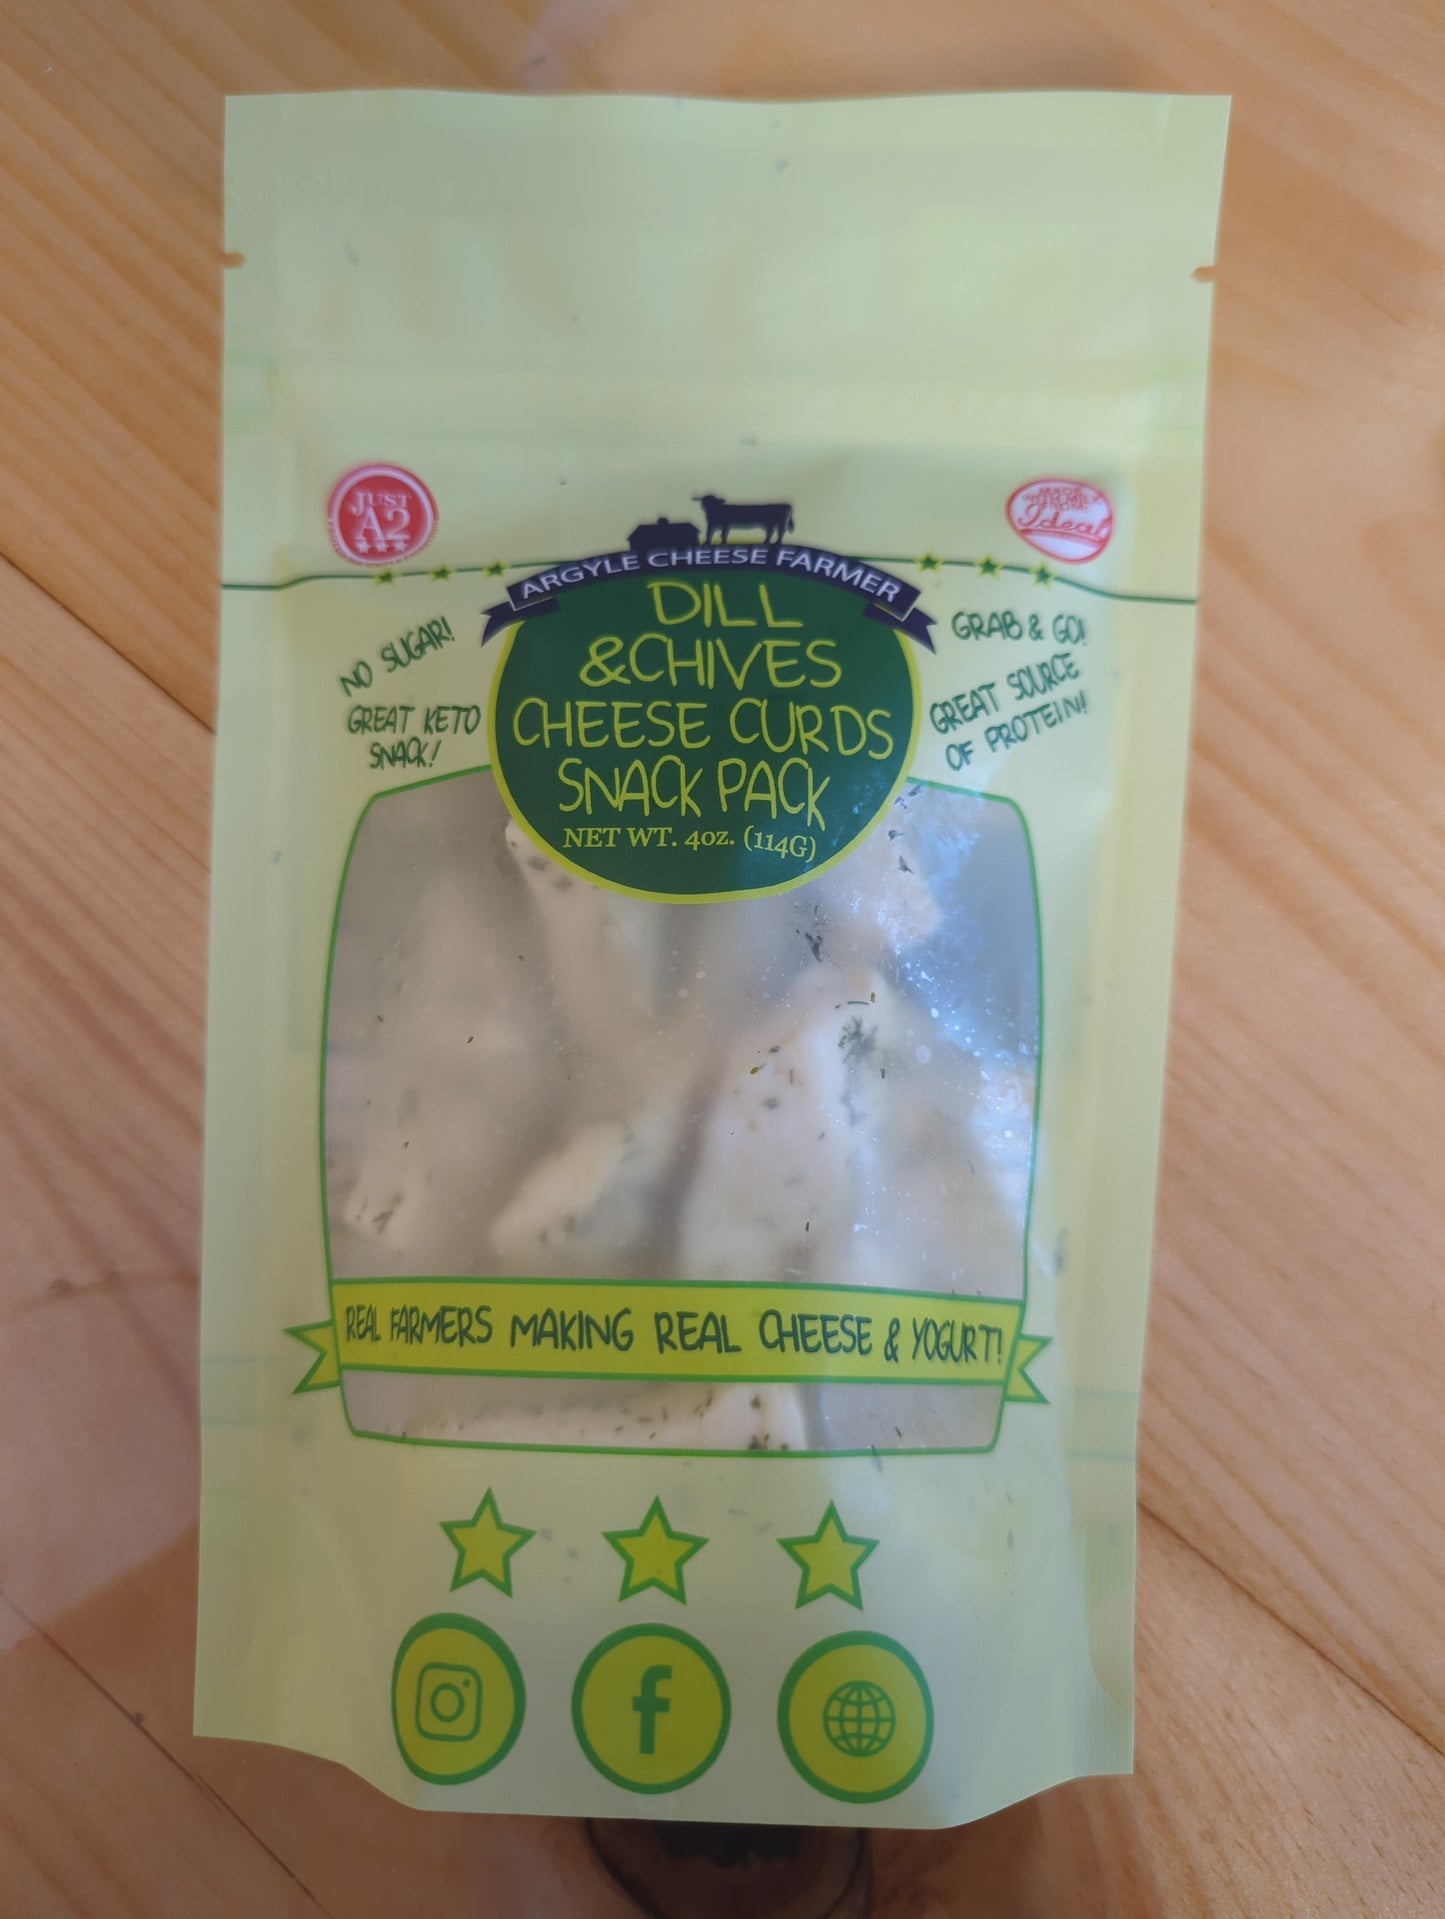 JUST
A2
Ideal
ARGYLE CHEESE FARMER
DILL
&CHIVES
CHEESE CURDS
SNACK PACK
NET WT. 4oz. (114G)
NO SUGAR!
GREAT KETO
SNACK!
GRAB & GO!
GREAT SOURCE
OF PROTEIN!
REAL FARMERS MAKING REAL CHEESE & YOGURT!